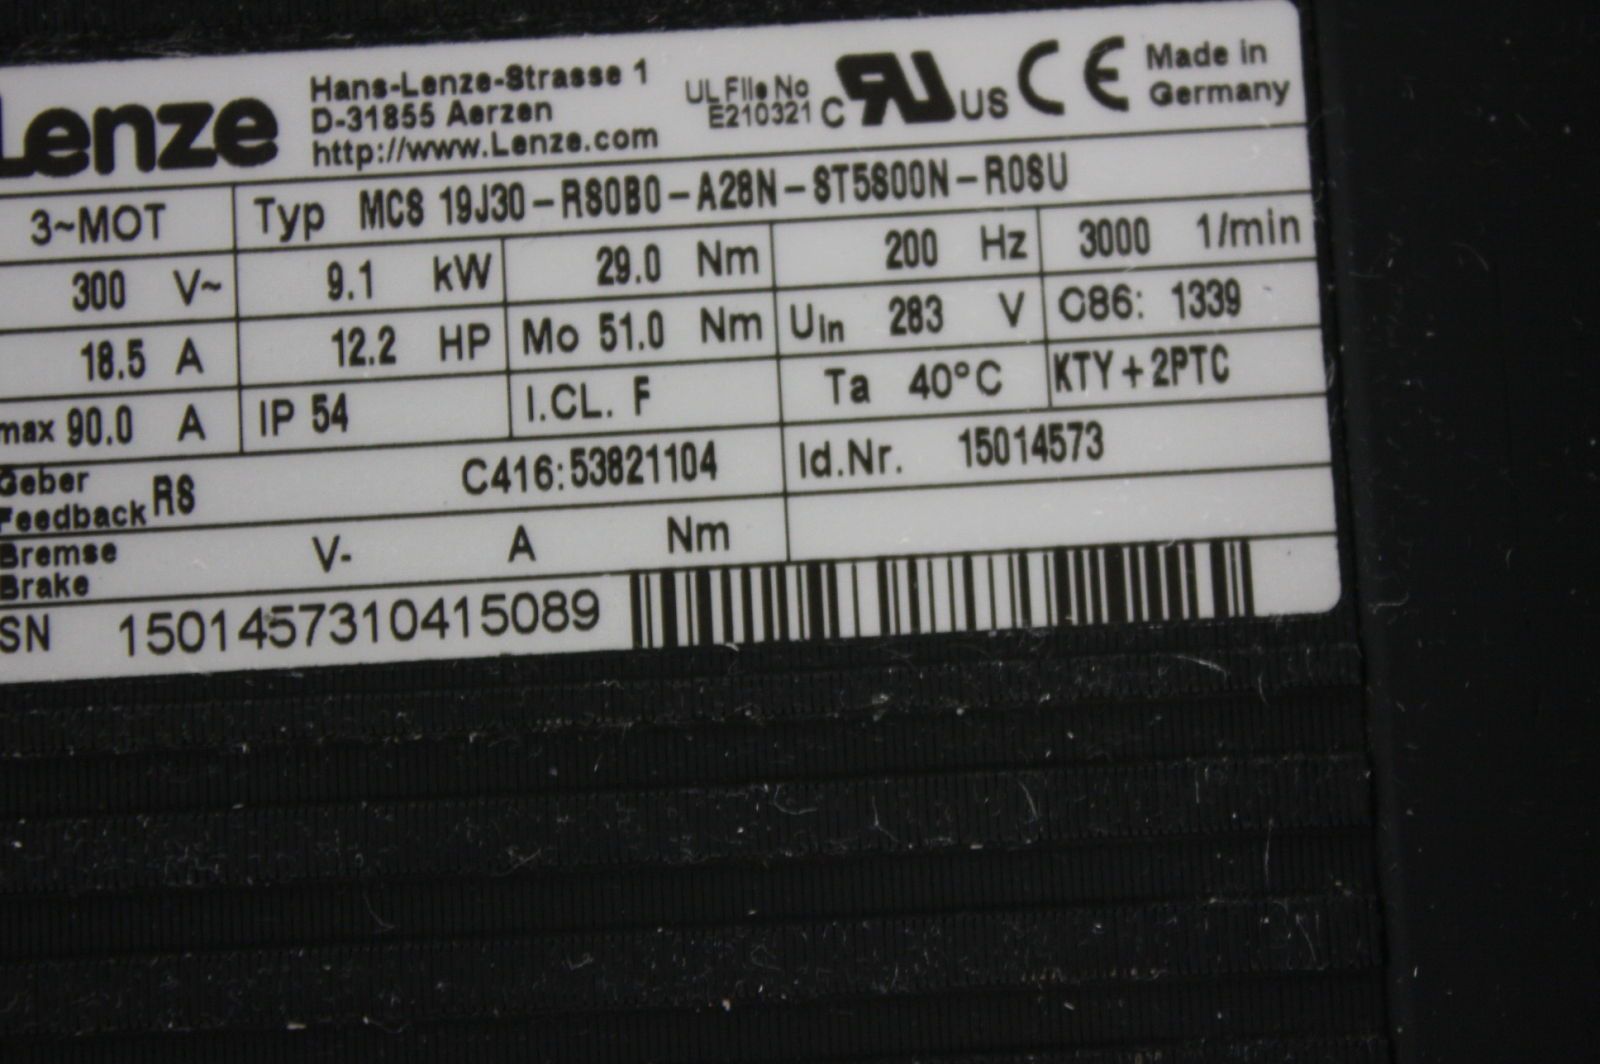 Lenze
Hans-Lenze-Strasse 1
D-31855 Aerzen
http://www.Lenze.com
UL File No
E210321
C RU US CE
Made in
Germany
3~MOT Typ MCS 19J30-RS0B0-A28N-ST5S00N-R0SU
300 V~ 9.1 kW 29.0 Nm 200 Hz 3000 1/min
18.5 A 12.2 HP Mo 51.0 Nm Uin 283 V C86: 1339
max 90.0 A IP 54 I.CL. F Ta 40°C KTY+2PTC
Geber
Feedback RS C416:53821104 Id.Nr. 15014573
Bremse
Brake V- A Nm
SN 1501457310415089